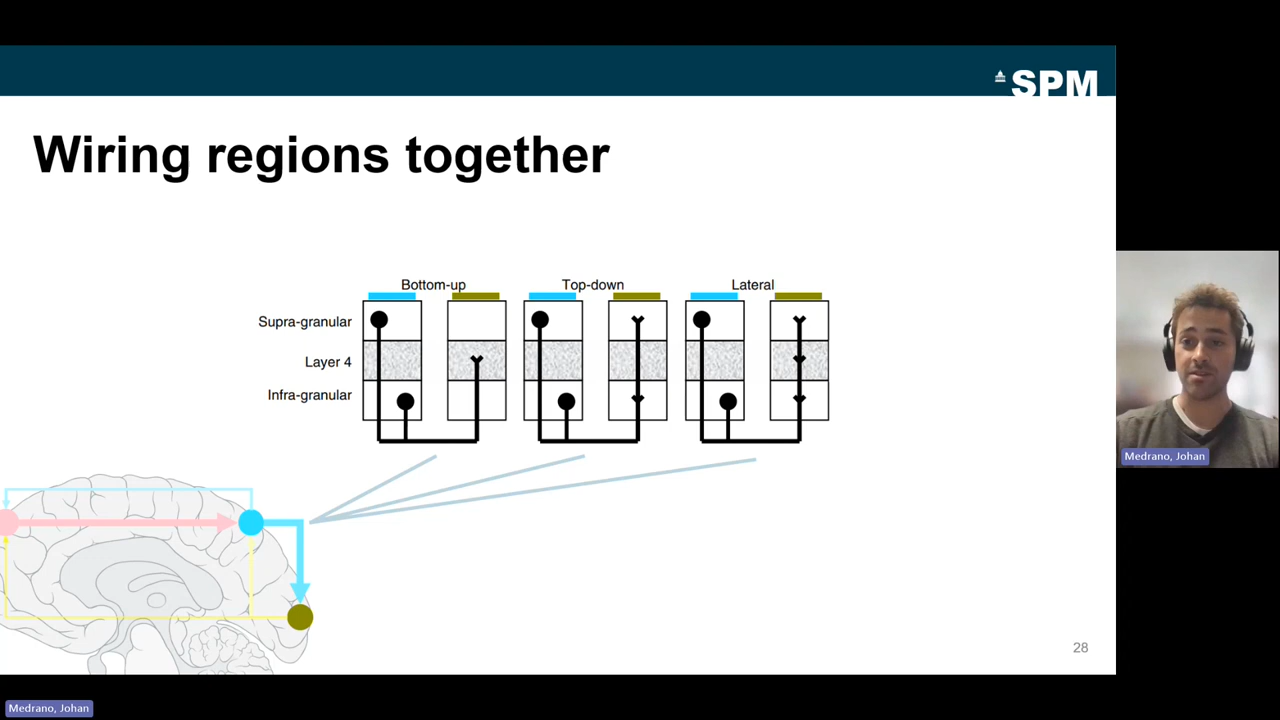 SPM
Wiring regions together
Bottom-up
Top-down
Lateral
Supra-granular
Layer 4
Infra-granular
28
Medrano, Johan
Medrano, Johan